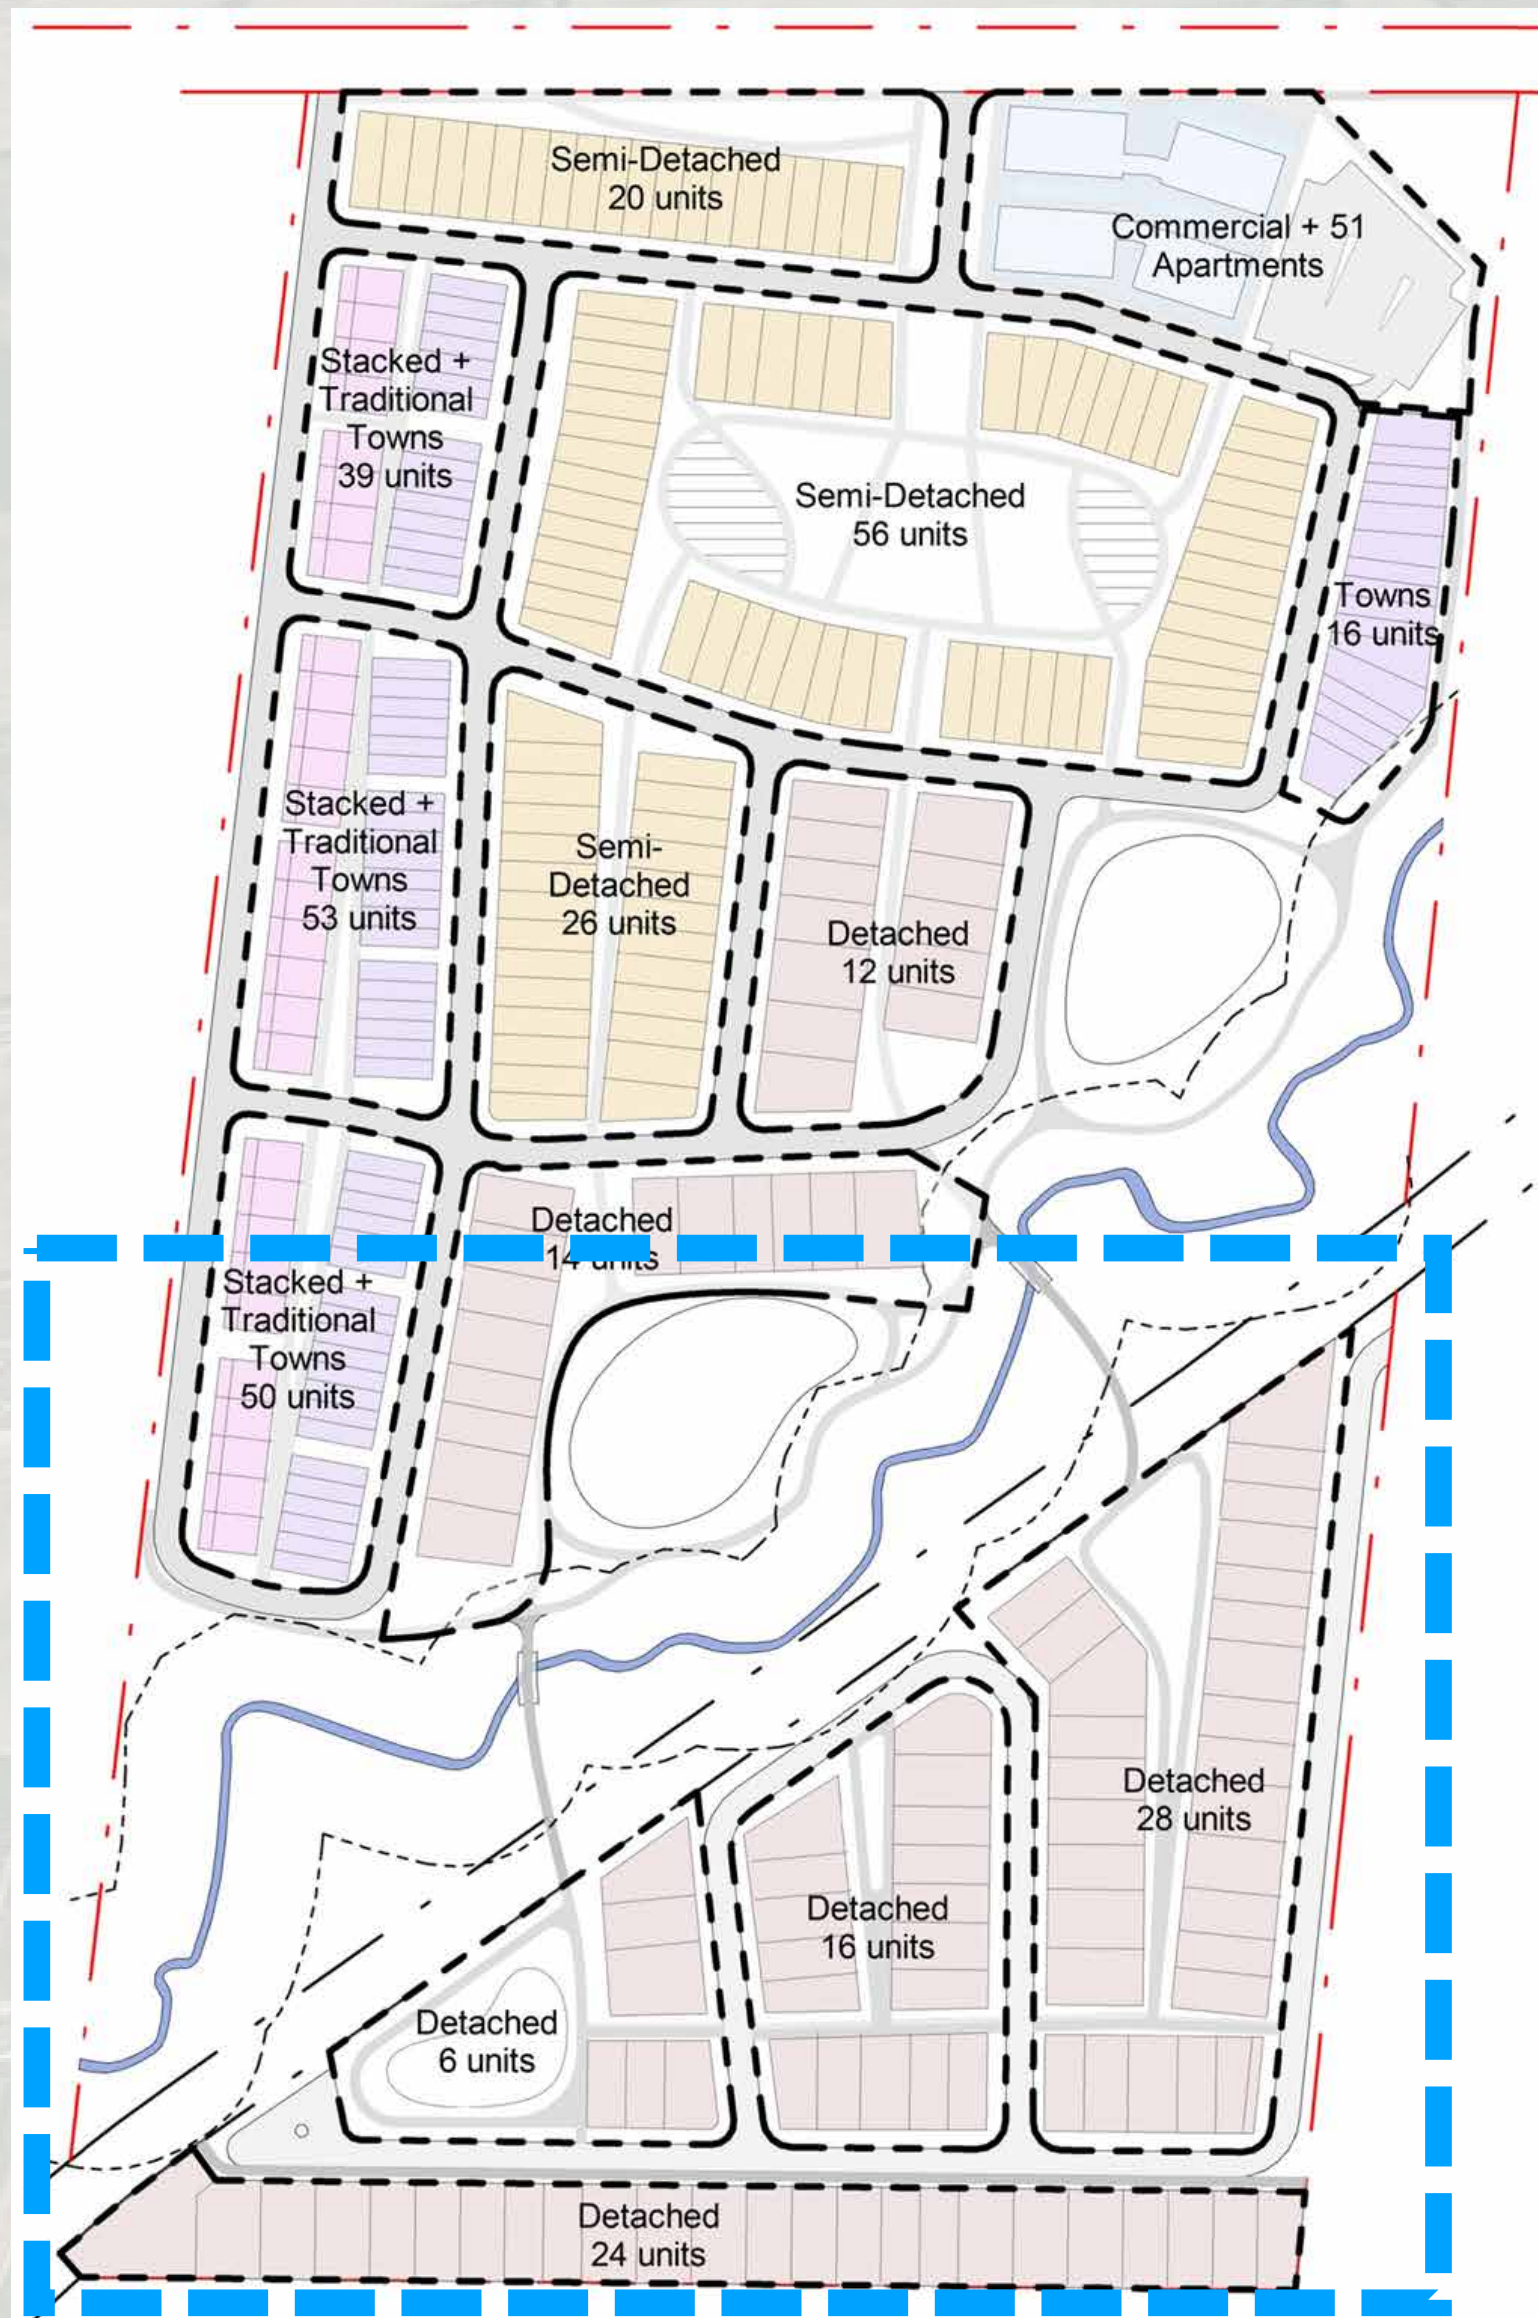 Semi-Detached
20 units
Commercial + 51
Apartments
Stacked +
Traditional
Towns
39 units
Semi-Detached
56 units
Towns
16 units
Stacked +
Traditional
Towns
53 units
Semi-
Detached
26 units
Detached
12 units
Detached
14 units
Stacked +
Traditional
Towns
50 units
Detached
28 units
Detached
16 units
Detached
6 units
Detached
24 units